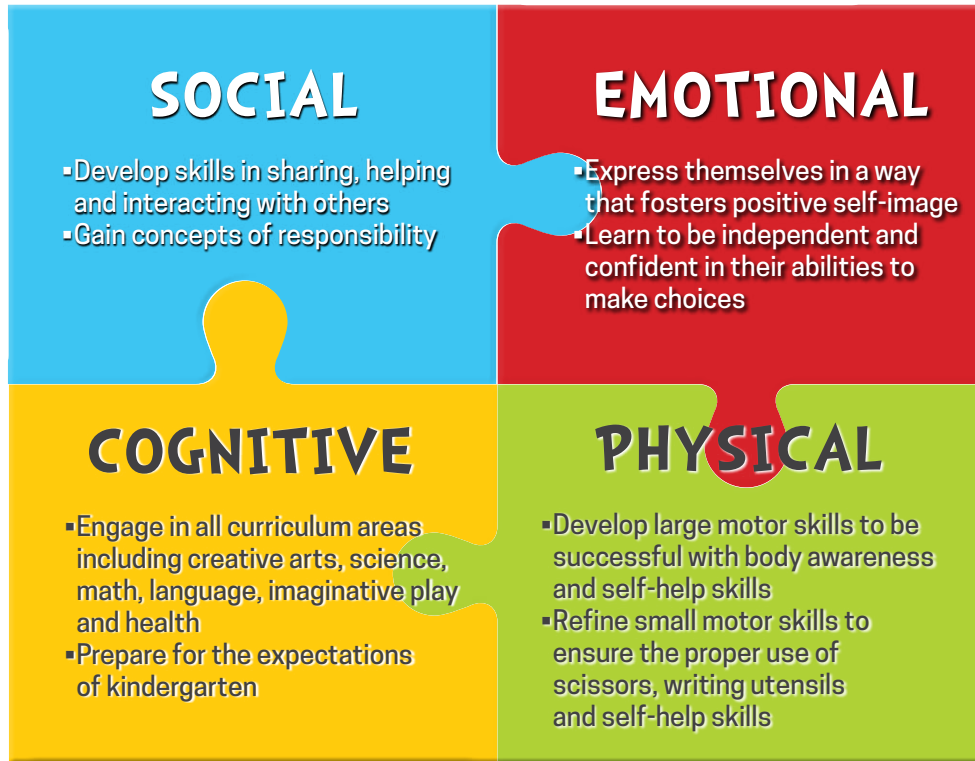 SOCIAL
▪Develop skills in sharing, helping
and interacting with others
▪Gain concepts of responsibility
EMOTIONAL
▪Express themselves in a way
that fosters positive self-image
▪Learn to be independent and
confident in their abilities to
make choices
COGNITIVE
▪Engage in all curriculum areas
including creative arts, science,
math, language, imaginative play
and health
▪Prepare for the expectations
of kindergarten
PHYSICAL
▪Develop large motor skills to be
successful with body awareness
and self-help skills
▪Refine small motor skills to
ensure the proper use of
scissors, writing utensils
and self-help skills